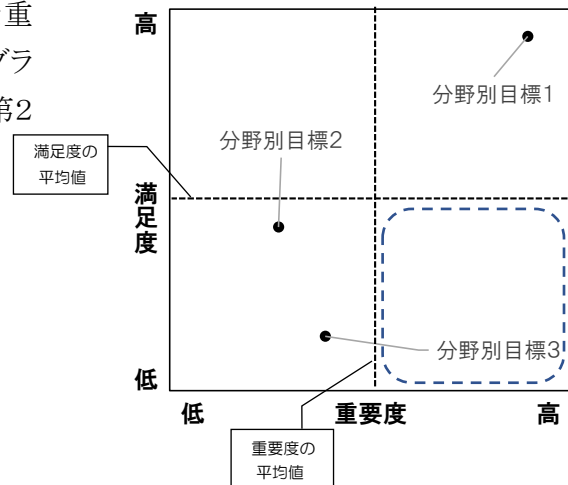 重
グラ
第2
高
分野別目標1
分野別目標2
満足度の
平均値
満足度
分野別目標3
低
低
重要度
高
重要度の
平均値